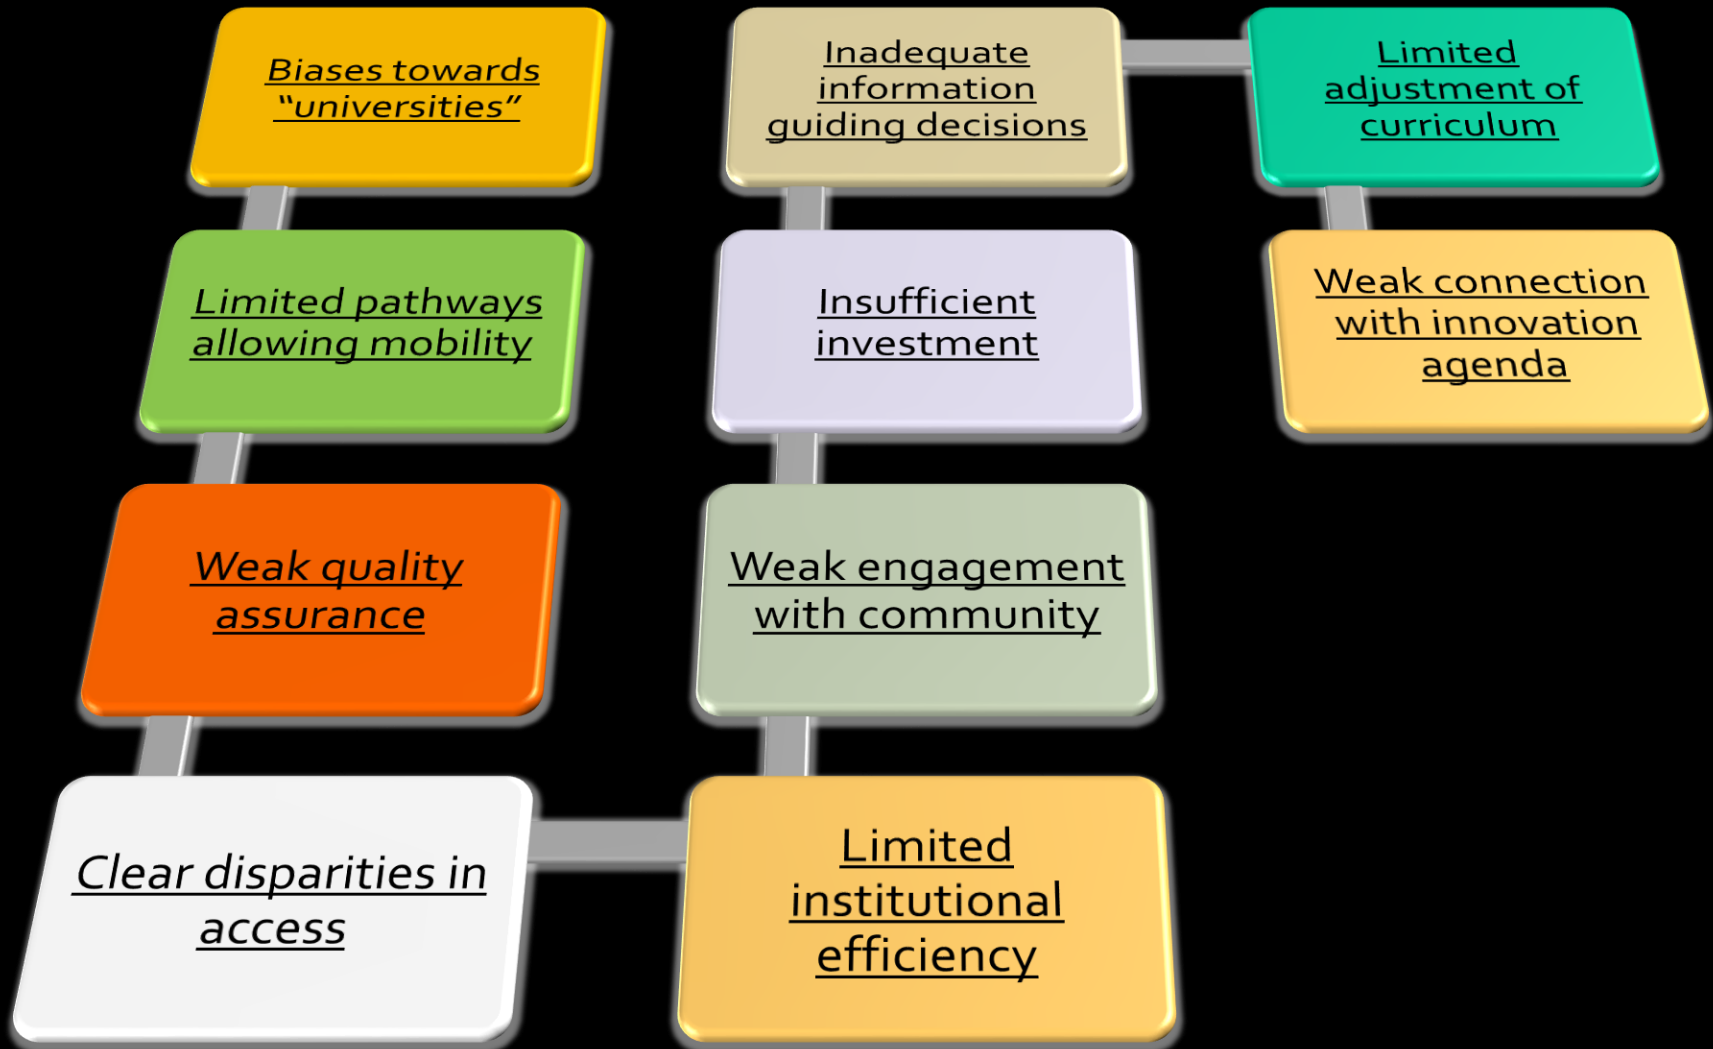 Biases towards
“universities”
Limited pathways
allowing mobility
Weak quality
assurance
Clear disparities in
access
Limited
institutional
efficiency
Weak engagement
with community
Insufficient
investment
Inadequate
information
guiding decisions
Limited
adjustment of
curriculum
Weak connection
with innovation
agenda